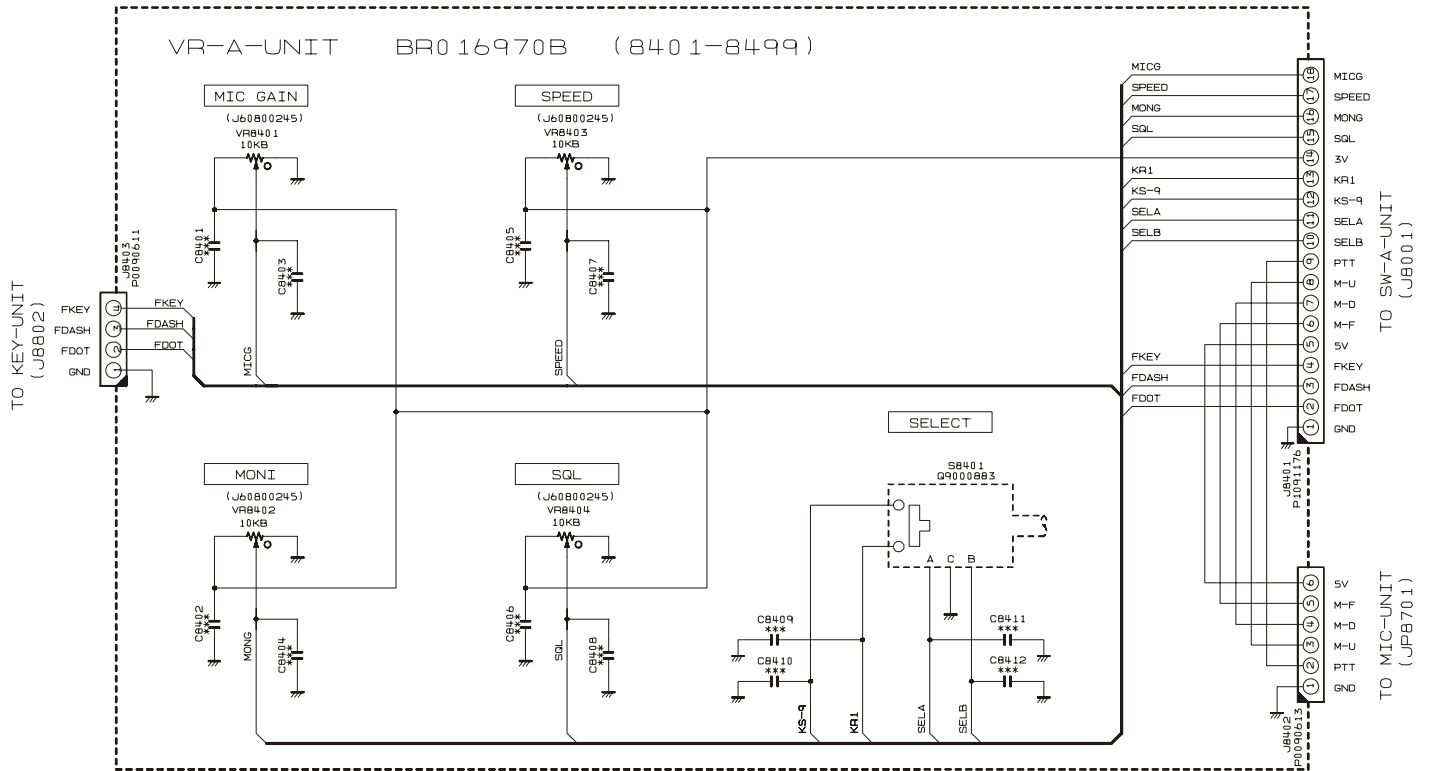 VR-A-UNIT BR016970B (8401-8499)
MIC GAIN
(J60800245)
VR8401
10KB
C8401
***
C8403
***
MICG
SPEED
(J60800245)
VR8403
10KB
C8405
***
C8407
***
SPEED
TO KEY-UNIT
(J8802)
J8403
P0090611
FKEY 4 FKEY
FDASH 3 FDASH
FDOT 2 FDOT
GND 1
MONI
(J60800245)
VR8402
10KB
C8402
***
C8404
***
MONG
SQL
(J60800245)
VR8404
10KB
C8406
***
C8408
***
SQL
SELECT
S8401
Q9000883
A C B
C8409
***
C8410
***
C8411
***
C8412
***
KS-9
KR1
SELA
SELB
MICG 18 MICG
SPEED 17 SPEED
MONG 16 MONG
SQL 15 SQL
14 3V
KR1 13 KR1
KS-9 12 KS-9
SELA 11 SELA
SELB 10 SELB
9 PTT
8 M-U
7 M-D
6 M-F
5 5V
FKEY 4 FKEY
FDASH 3 FDASH
FDOT 2 FDOT
1 GND
J8401
P1091176
TO SW-A-UNIT
(J8001)
6 5V
5 M-F
4 M-D
3 M-U
2 PTT
1 GND
J8402
P0090613
TO MIC-UNIT
(JP8701)